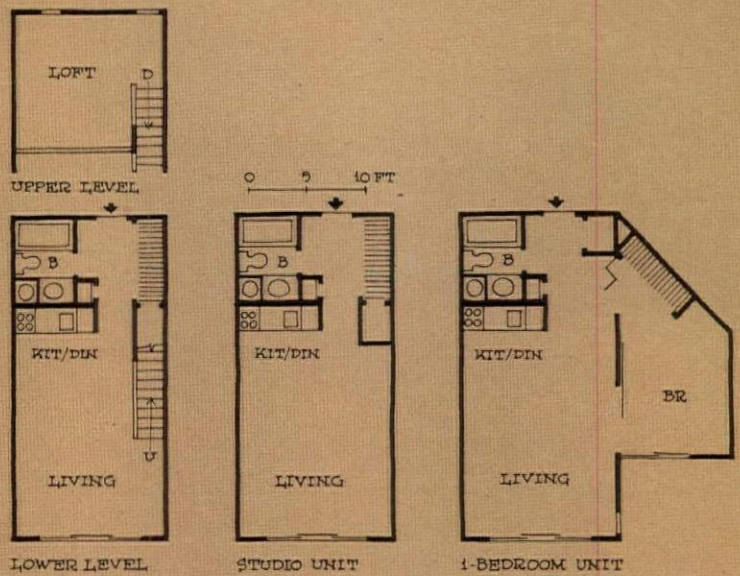 LOFT
D
UPPER LEVEL
0 5 10 FT
B
KIT/DIN
U
LIVING
LOWER LEVEL
B
KIT/DIN
LIVING
STUDIO UNIT
B
KIT/DIN
BR
LIVING
1-BEDROOM UNIT